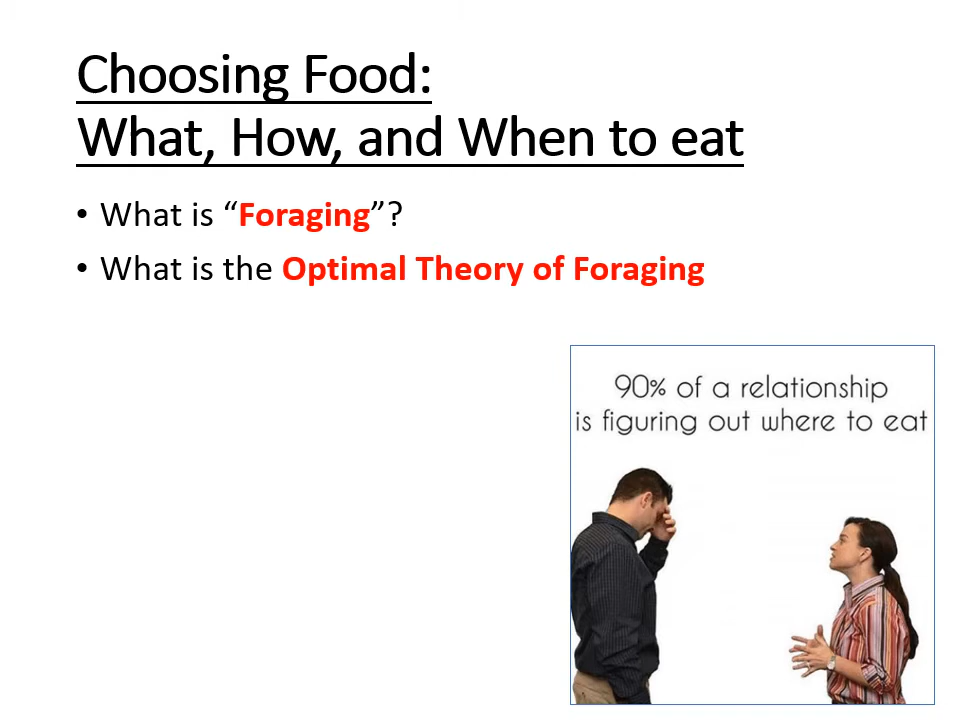 Choosing Food:
What, How, and When to eat
• What is “Foraging”?
• What is the Optimal Theory of Foraging
90% of a relationship
is figuring out where to eat